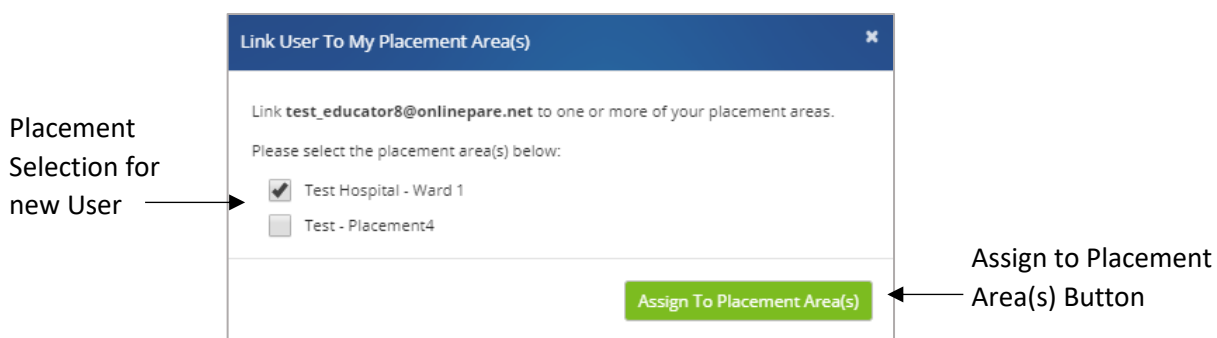 Link User To My Placement Area(s)
Link test_educator8@onlinepare.net to one or more of your placement areas.
Please select the placement area(s) below:
Test Hospital - Ward 1
Test - Placement4
Assign To Placement Area(s)
Placement
Selection for
new User
Assign to Placement
Area(s) Button